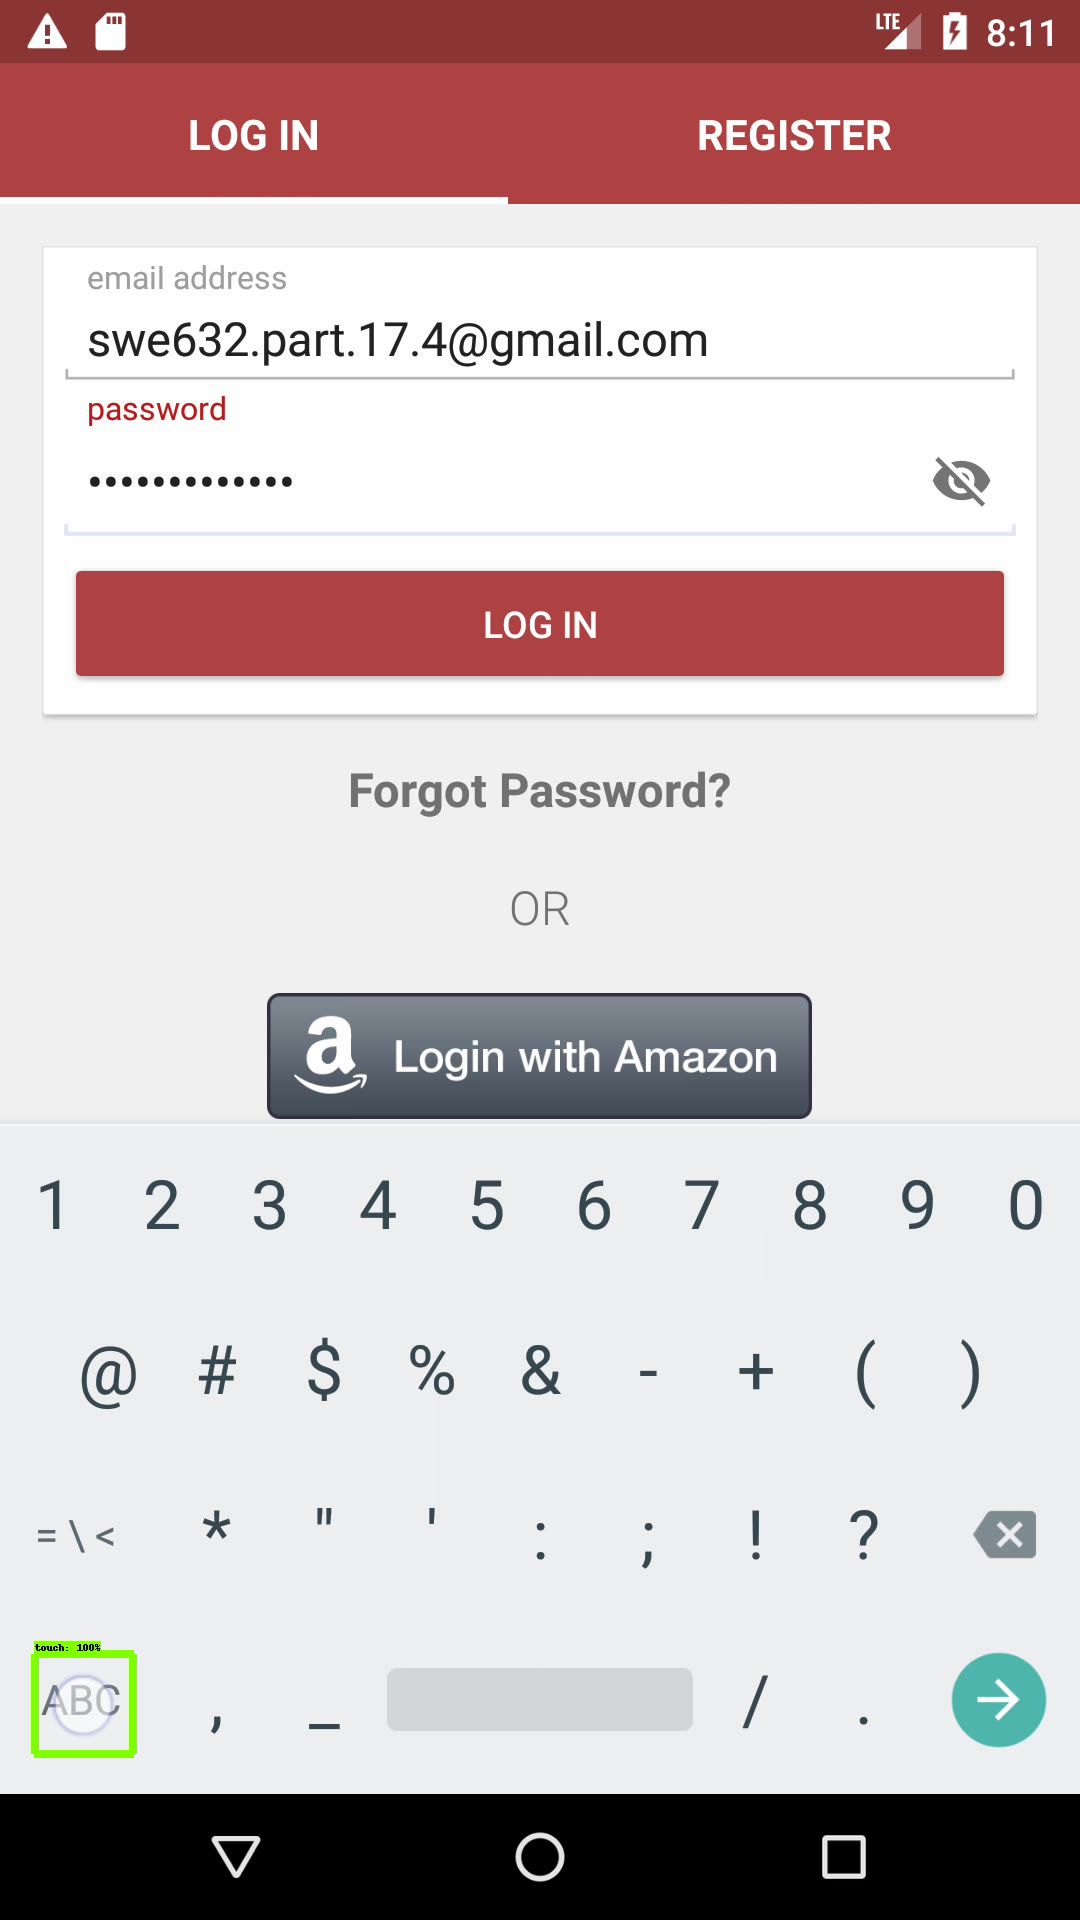 LTE 8:11
LOG IN REGISTER
email address
swe632.part.17.4@gmail.com
password
•••••••••••••
LOG IN
Forgot Password?
OR
a Login with Amazon
1 2 3 4 5 6 7 8 9 0
@ # $ % & - + ( )
= \ < * " ' : ; ! ?
touch: 100%
ABC , _ / .